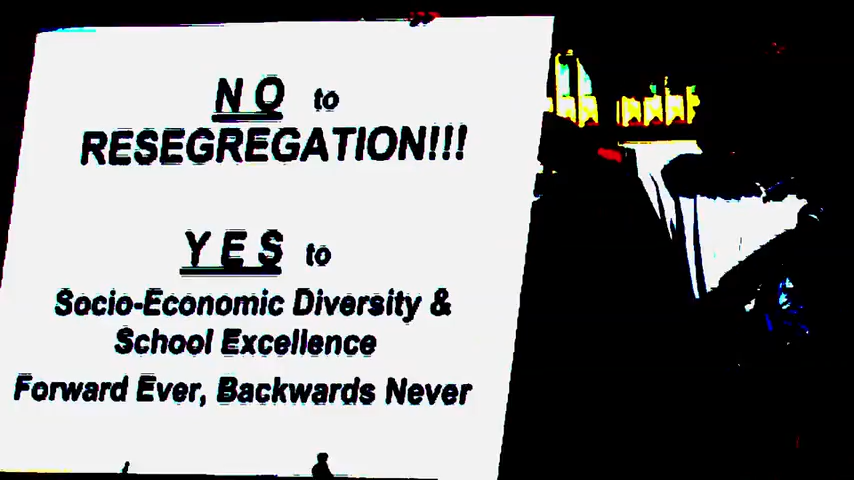 NO to
RESEGREGATION!!!
YES to
Socio-Economic Diversity &
School Excellence
Forward Ever, Backwards Never